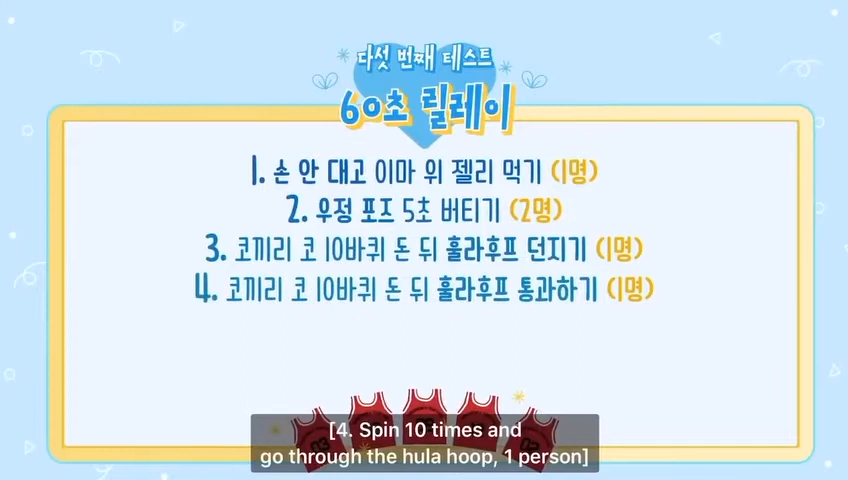 다섯 번째 테스트
60초 릴레이
1. 손 안 대고 이마 위 젤리 먹기 (1명)
2. 우정 포즈 5초 버티기 (2명)
3. 코끼리 코 10바퀴 돈 뒤 훌라후프 던지기 (1명)
4. 코끼리 코 10바퀴 돈 뒤 훌라후프 통과하기 (1명)
[4. Spin 10 times and
go through the hula hoop, 1 person]